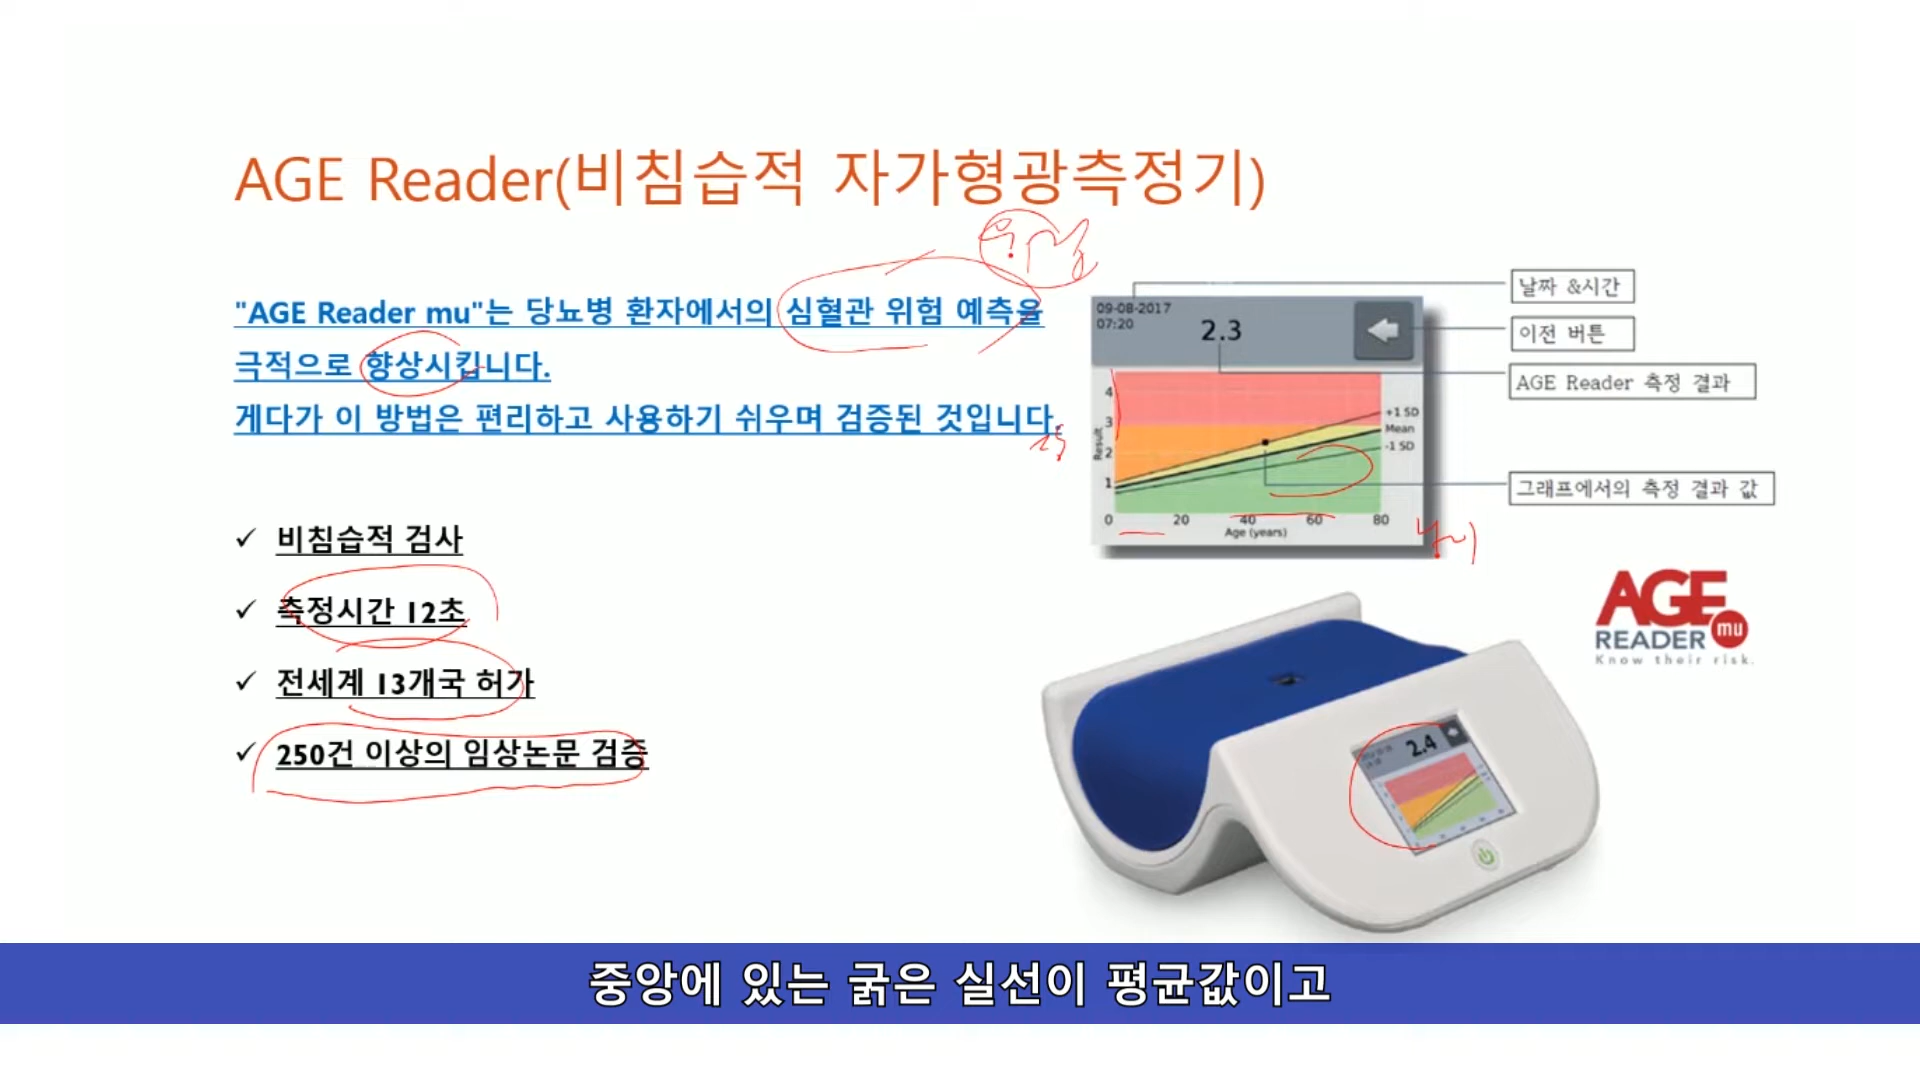 AGE Reader(비침습적 자가형광측정기)
"AGE Reader mu"는 당뇨병 환자에서의 심혈관 위험 예측을
극적으로 향상시킵니다.
게다가 이 방법은 편리하고 사용하기 쉬우며 검증된 것입니다.
✓ 비침습적 검사
✓ 측정시간 12초
✓ 전세계 13개국 허가
✓ 250건 이상의 임상논문 검증
09-08-2017
07:20
2.3
4
3
2
1
0 20 40 60 80
Result
Age (years)
+1 SD
Mean
-1 SD
날짜 &시간
이전 버튼
AGE Reader 측정 결과
그래프에서의 측정 결과 값
나이
AGE
READER mu
Know their risk.
2.4
중앙에 있는 굵은 실선이 평균값이고